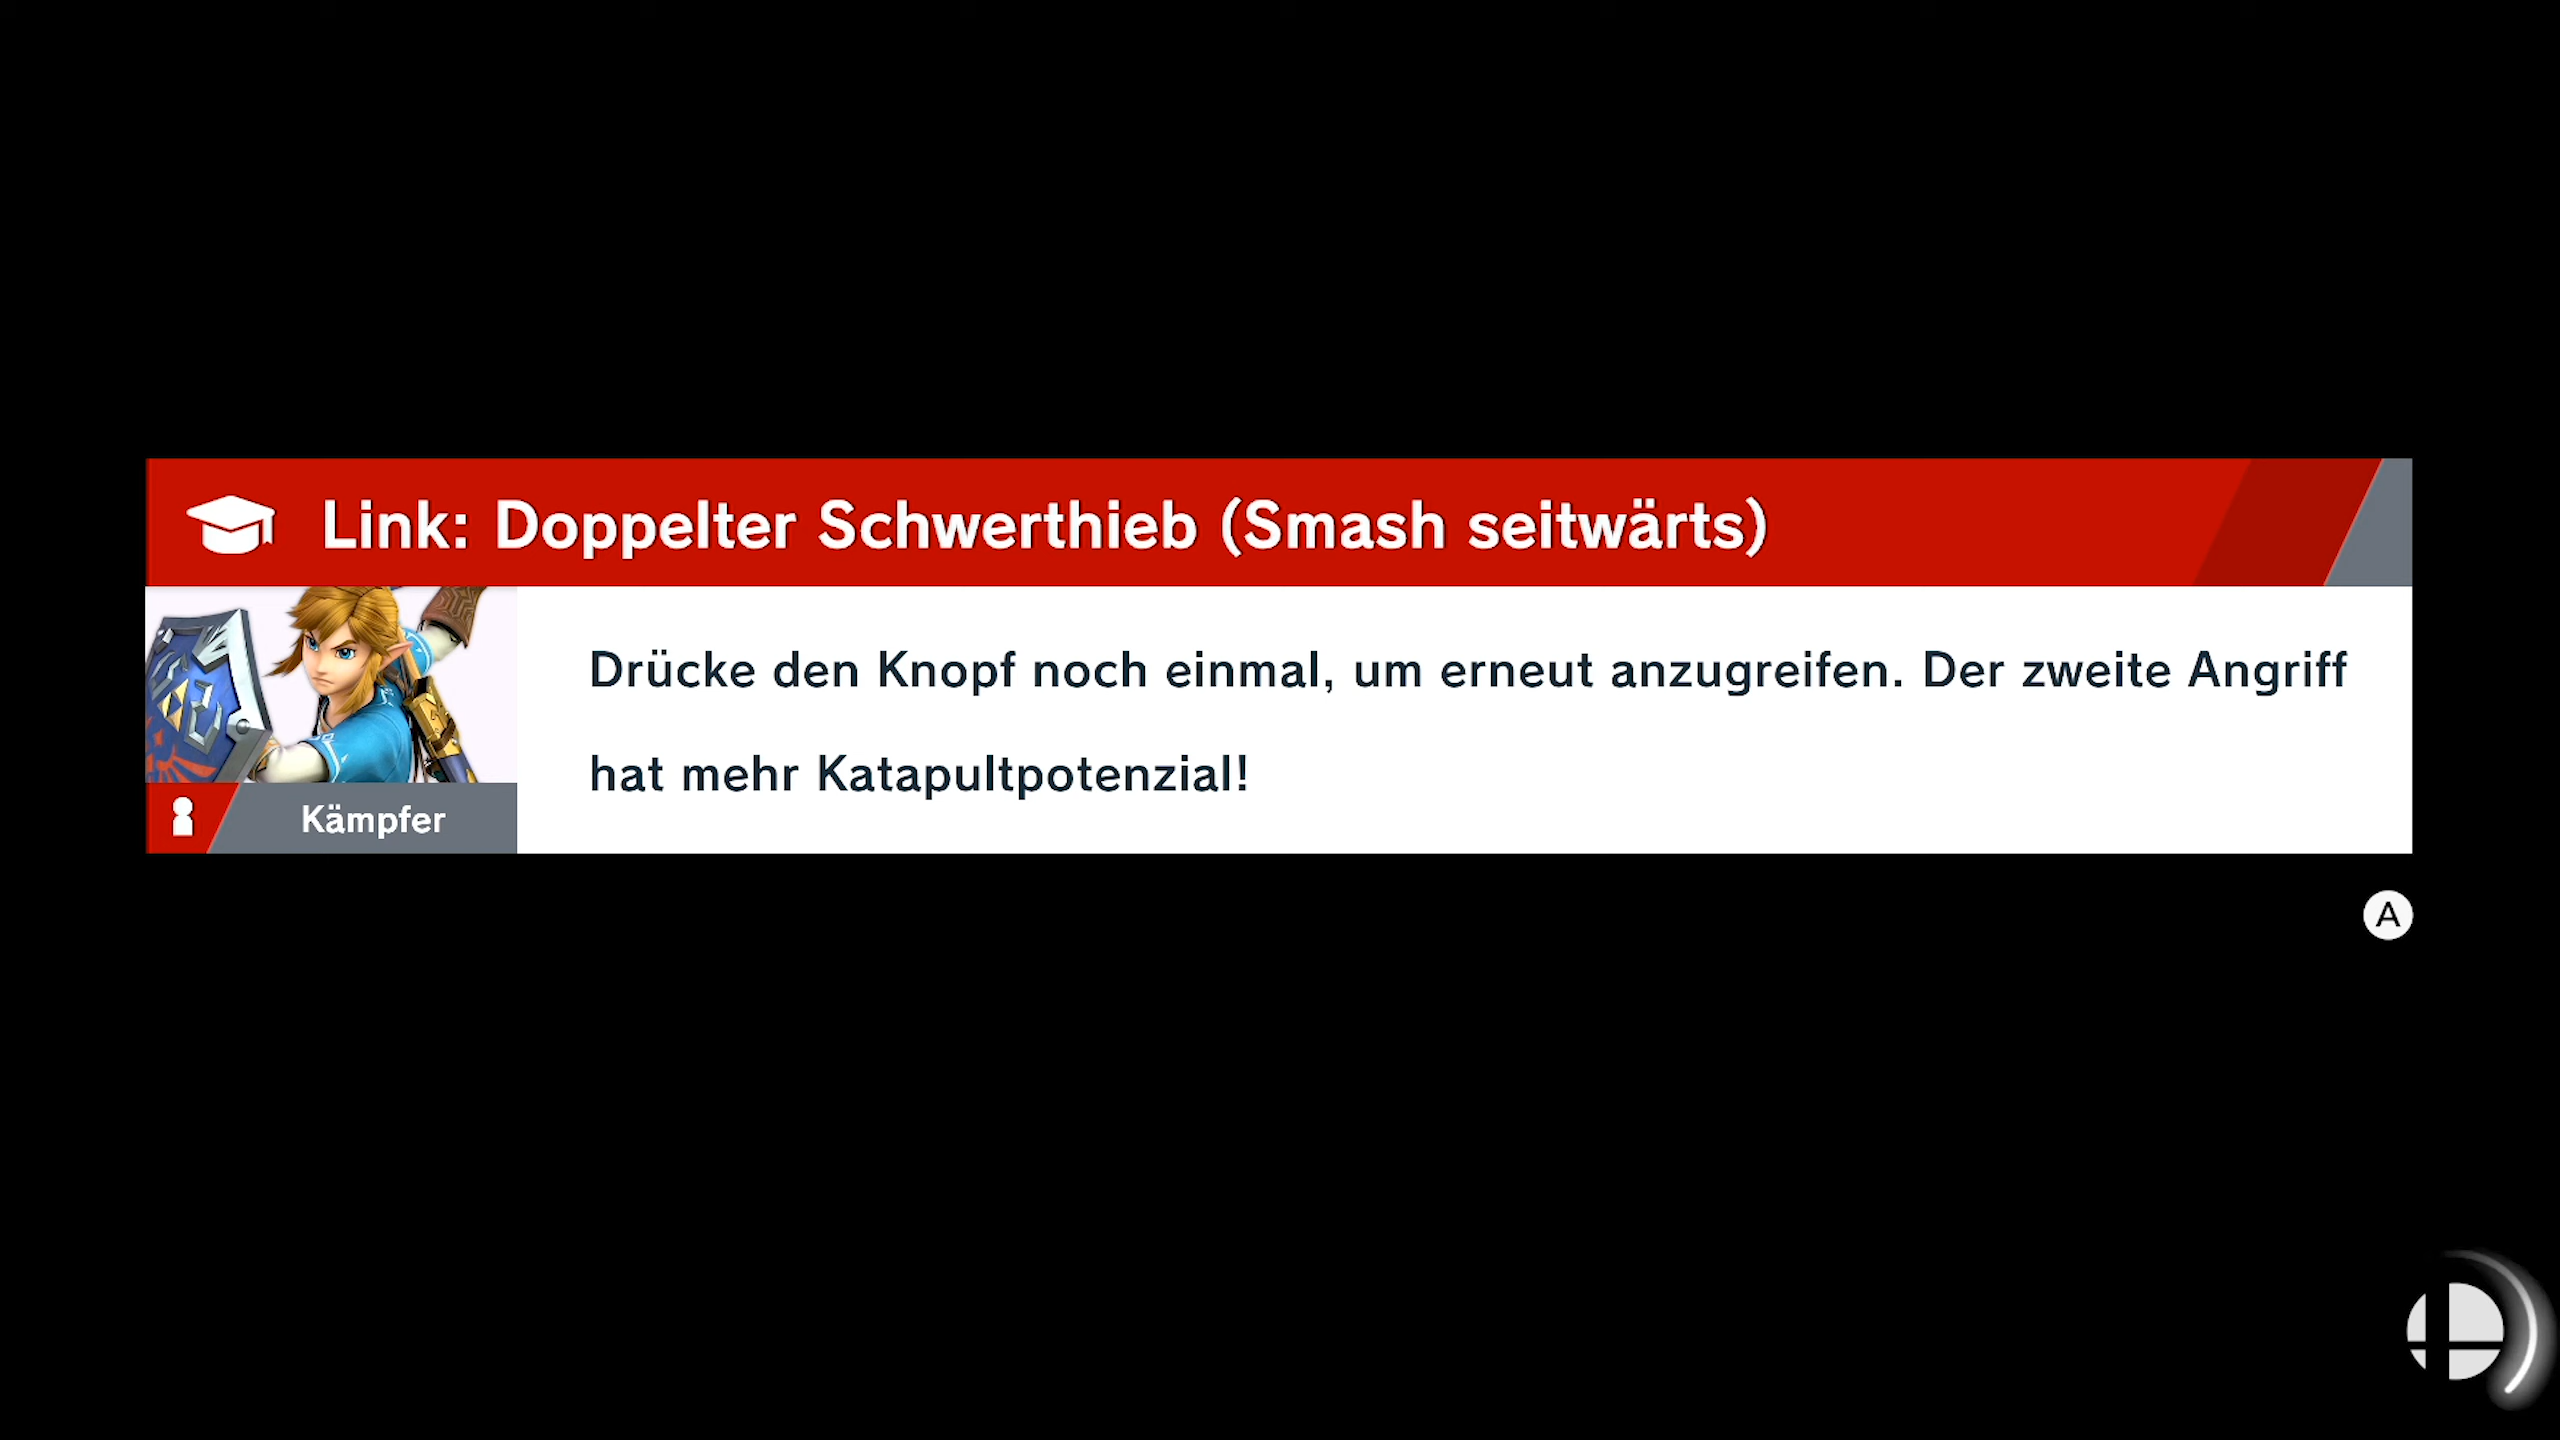 Link: Doppelter Schwerthieb (Smash seitwärts)
Drücke den Knopf noch einmal, um erneut anzugreifen. Der zweite Angriff
hat mehr Katapultpotenzial!
Kämpfer
A